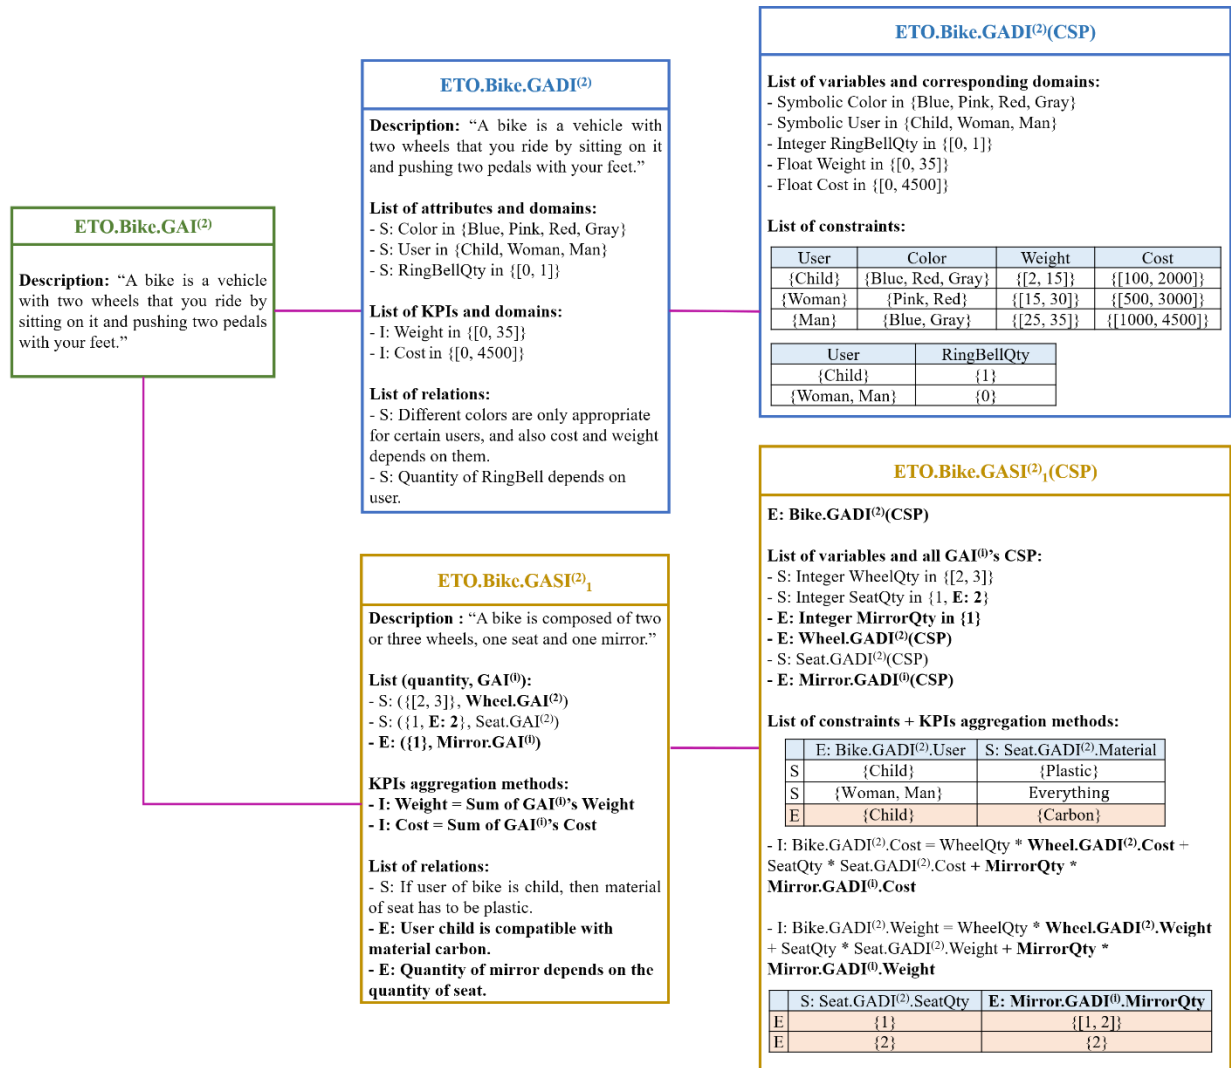 ETO.Bike.GAI⁽²⁾
Description: “A bike is a vehicle
with two wheels that you ride by
sitting on it and pushing two pedals
with your feet.”
ETO.Bike.GADI⁽²⁾
Description: “A bike is a vehicle with
two wheels that you ride by sitting on it
and pushing two pedals with your feet.”
List of attributes and domains:
- S: Color in {Blue, Pink, Red, Gray}
- S: User in {Child, Woman, Man}
- S: RingBellQty in {[0, 1]}
List of KPIs and domains:
- I: Weight in {[0, 35]}
- I: Cost in {[0, 4500]}
List of relations:
- S: Different colors are only appropriate
for certain users, and also cost and weight
depends on them.
- S: Quantity of RingBell depends on
user.
ETO.Bike.GADI⁽²⁾(CSP)
List of variables and corresponding domains:
- Symbolic Color in {Blue, Pink, Red, Gray}
- Symbolic User in {Child, Woman, Man}
- Integer RingBellQty in {[0, 1]}
- Float Weight in {[0, 35]}
- Float Cost in {[0, 4500]}
List of constraints:
User Color Weight Cost
{Child} {Blue, Red, Gray} {[2, 15]} {[100, 2000]}
{Woman} {Pink, Red} {[15, 30]} {[500, 3000]}
{Man} {Blue, Gray} {[25, 35]} {[1000, 4500]}
User RingBellQty
{Child} {1}
{Woman, Man} {0}
ETO.Bike.GASI⁽²⁾₁
Description : “A bike is composed of two
or three wheels, one seat and one mirror.”
List (quantity, GAI⁽ⁱ⁾):
- S: ({[2, 3]}, Wheel.GAI⁽²⁾)
- S: ({1, E: 2}, Seat.GAI⁽²⁾)
- E: ({1}, Mirror.GAI⁽ⁱ⁾)
KPIs aggregation methods:
- I: Weight = Sum of GAI⁽ⁱ⁾’s Weight
- I: Cost = Sum of GAI⁽ⁱ⁾’s Cost
List of relations:
- S: If user of bike is child, then material
of seat has to be plastic.
- E: User child is compatible with
material carbon.
- E: Quantity of mirror depends on the
quantity of seat.
ETO.Bike.GASI⁽²⁾₁(CSP)
E: Bike.GADI⁽²⁾(CSP)
List of variables and all GAI⁽ⁱ⁾’s CSP:
- S: Integer WheelQty in {[2, 3]}
- S: Integer SeatQty in {1, E: 2}
- E: Integer MirrorQty in {1}
- E: Wheel.GADI⁽²⁾(CSP)
- S: Seat.GADI⁽²⁾(CSP)
- E: Mirror.GADI⁽ⁱ⁾(CSP)
List of constraints + KPIs aggregation methods:
E: Bike.GADI⁽²⁾.User S: Seat.GADI⁽²⁾.Material
S {Child} {Plastic}
S {Woman, Man} Everything
E {Child} {Carbon}
- I: Bike.GADI⁽²⁾.Cost = WheelQty * Wheel.GADI⁽²⁾.Cost +
SeatQty * Seat.GADI⁽²⁾.Cost + MirrorQty *
Mirror.GADI⁽ⁱ⁾.Cost
- I: Bike.GADI⁽²⁾.Weight = WheelQty * Wheel.GADI⁽²⁾.Weight
+ SeatQty * Seat.GADI⁽²⁾.Weight + MirrorQty *
Mirror.GADI⁽ⁱ⁾.Weight
S: Seat.GADI⁽²⁾.SeatQty E: Mirror.GADI⁽ⁱ⁾.MirrorQty
E {1} {[1, 2]}
E {2} {2}